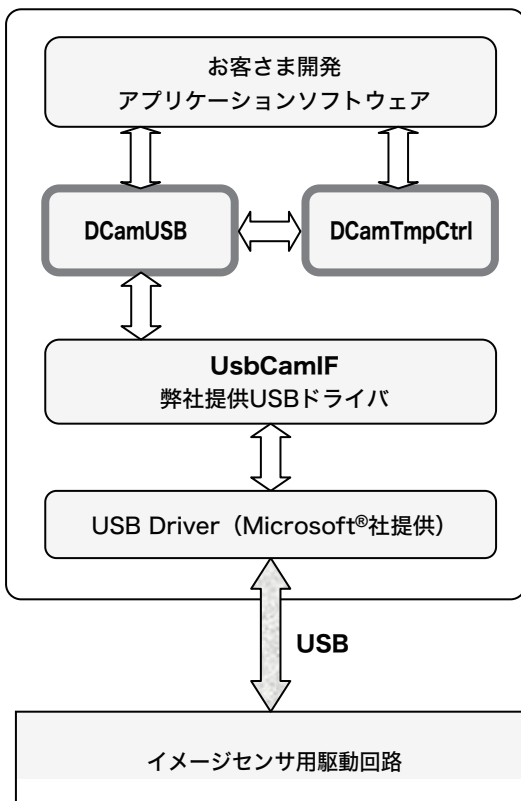 お客さま開発
アプリケーションソフトウェア
DCamUSB
DCamTmpCtrl
UsbCamIF
弊社提供USBドライバ
USB Driver（Microsoft®社提供）
USB
イメージセンサ用駆動回路